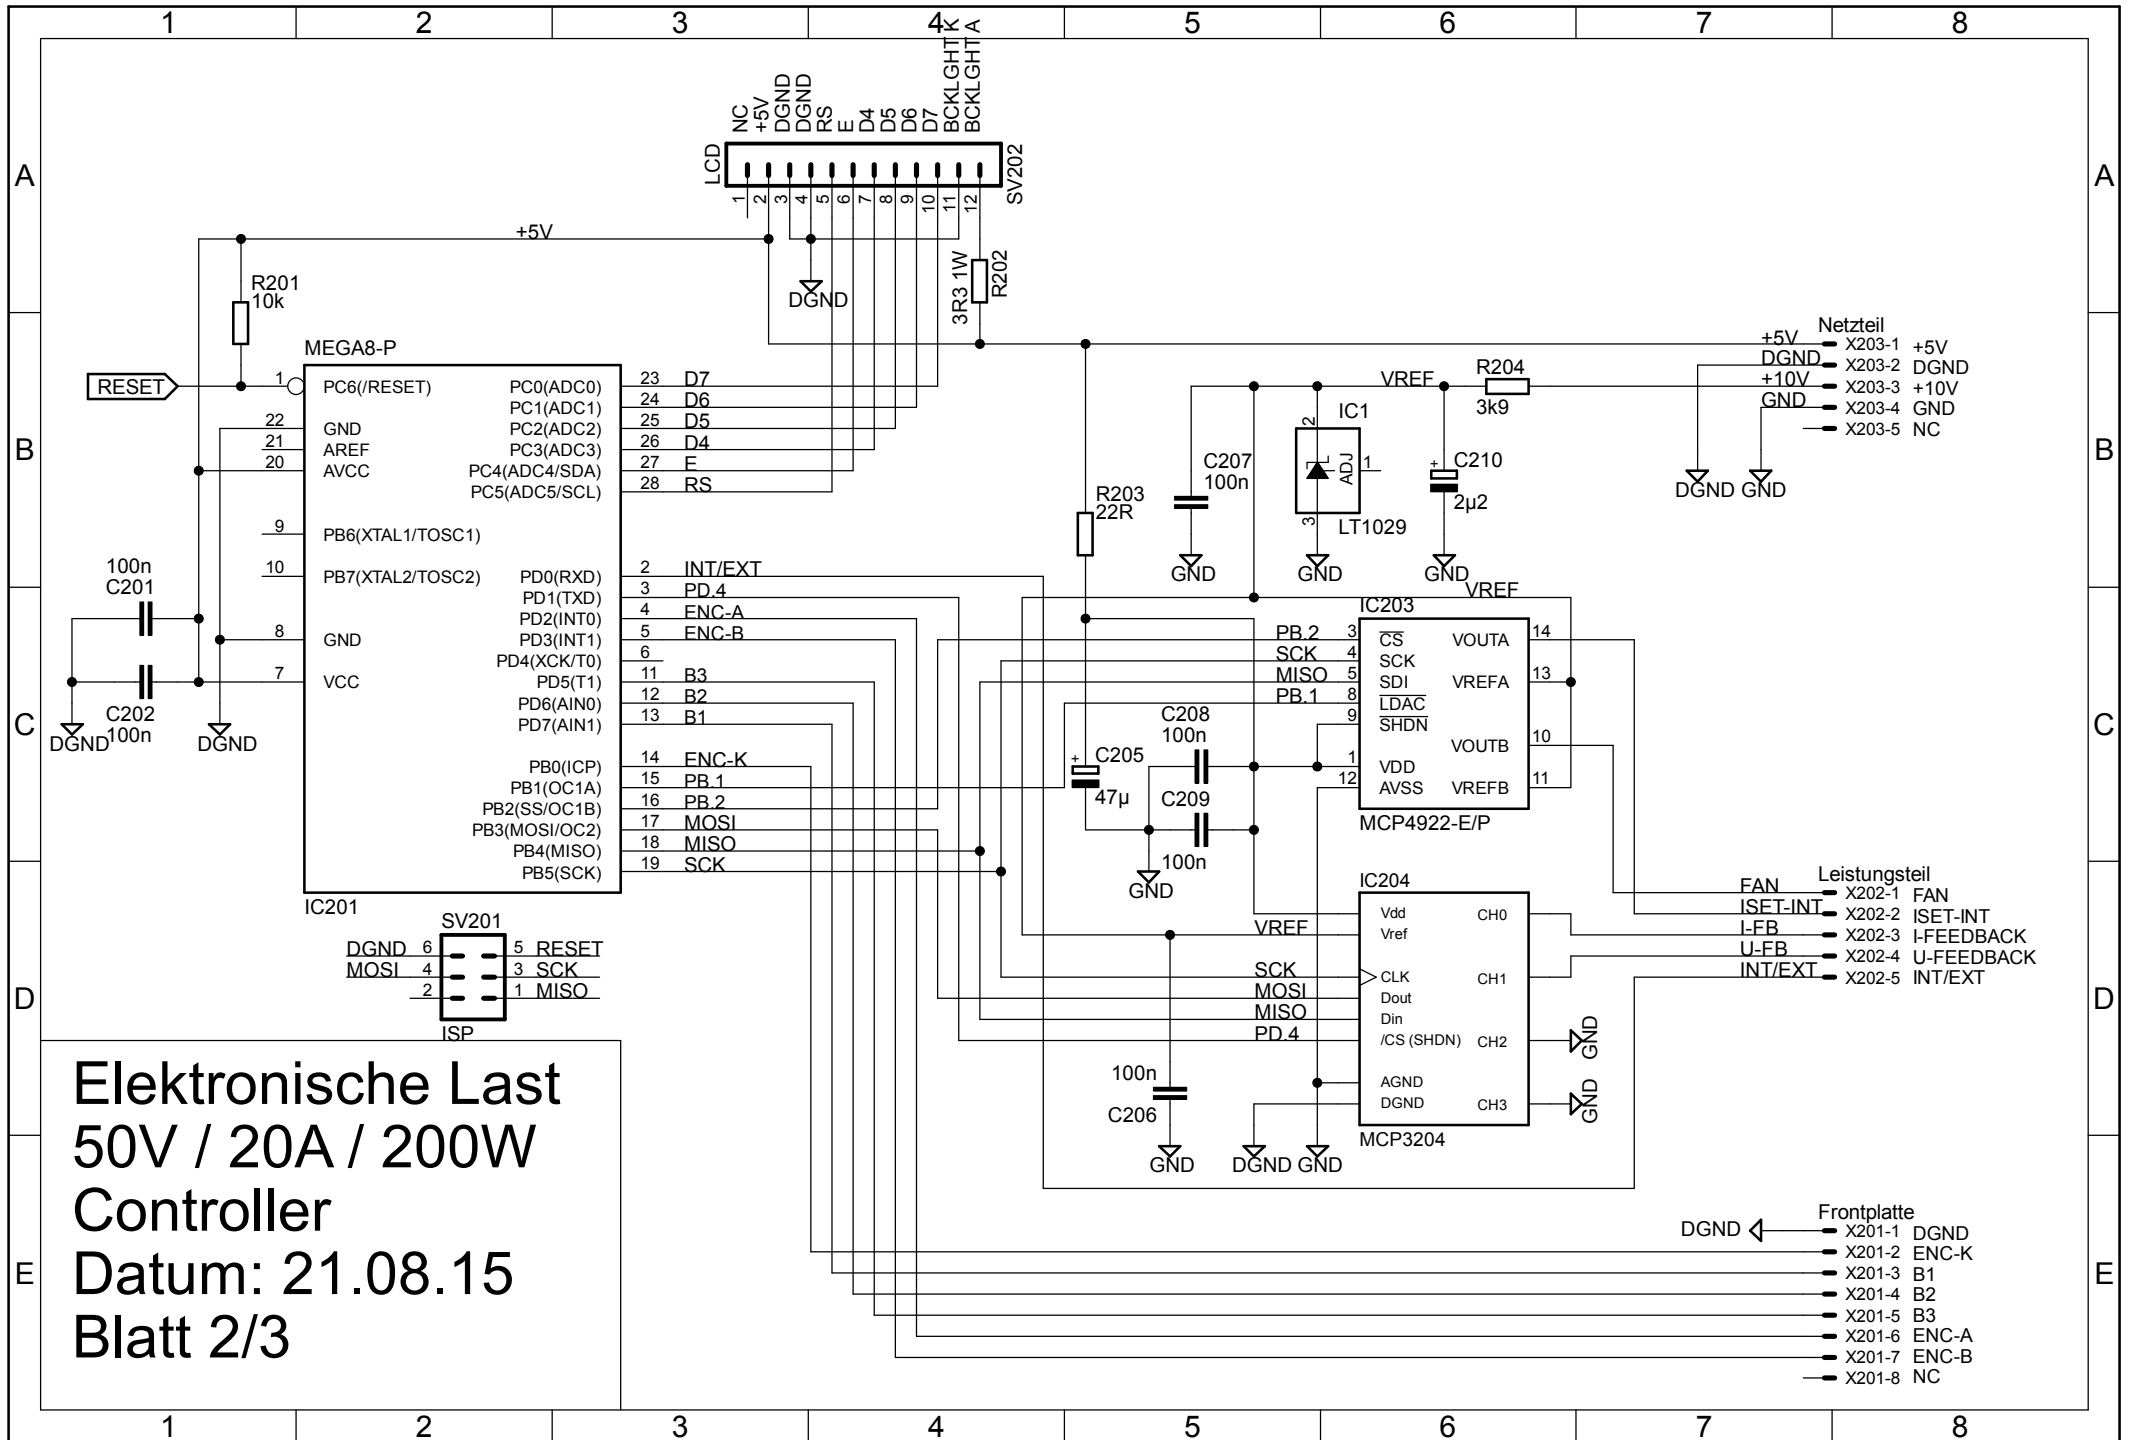 1 2 3 4 5 6 7 8
A B C D E
A B C D E
1 2 3 4 5 6 7 8
NC
+5V
DGND
DGND
RS
E
D4
D5
D6
D7
BCKLGHT K
BCKLGHT A
LCD
SV202
1 2 3 4 5 6 7 8 9 10 11 12
+5V
R201
10k
DGND
3R3 1W
R202
RESET
MEGA8-P
1 PC6(/RESET)
22 GND
21 AREF
20 AVCC
9 PB6(XTAL1/TOSC1)
10 PB7(XTAL2/TOSC2)
8 GND
7 VCC
PC0(ADC0) 23 D7
PC1(ADC1) 24 D6
PC2(ADC2) 25 D5
PC3(ADC3) 26 D4
PC4(ADC4/SDA) 27 E
PC5(ADC5/SCL) 28 RS
PD0(RXD) 2 INT/EXT
PD1(TXD) 3 PD.4
PD2(INT0) 4 ENC-A
PD3(INT1) 5 ENC-B
PD4(XCK/T0) 6
PD5(T1) 11 B3
PD6(AIN0) 12 B2
PD7(AIN1) 13 B1
PB0(ICP) 14 ENC-K
PB1(OC1A) 15 PB.1
PB2(SS/OC1B) 16 PB.2
PB3(MOSI/OC2) 17 MOSI
PB4(MISO) 18 MISO
PB5(SCK) 19 SCK
IC201
100n
C201
C202
100n
DGND
DGND
SV201
DGND 6 5 RESET
MOSI 4 3 SCK
2 1 MISO
ISP
VREF
R204
3k9
IC1
2
ADJ
1
3
LT1029
C207
100n
C210
+
2µ2
R203
22R
GND
GND
GND
Netzteil
+5V X203-1 +5V
DGND X203-2 DGND
+10V X203-3 +10V
GND X203-4 GND
X203-5 NC
DGND GND
VREF
IC203
PB.2 3 CS
SCK 4 SCK
MISO 5 SDI
PB.1 8 LDAC
9 SHDN
1 VDD
12 AVSS
VOUTA 14
VREFA 13
VOUTB 10
VREFB 11
MCP4922-E/P
C208
100n
+
C205
47µ
C209
100n
GND
IC204
Vdd
VREF Vref
SCK CLK
MOSI Dout
MISO Din
PD.4 /CS (SHDN)
AGND
DGND
CH0
CH1
CH2 GND
CH3 GND
MCP3204
100n
C206
GND
DGND GND
Leistungsteil
FAN X202-1 FAN
ISET-INT X202-2 ISET-INT
I-FB X202-3 I-FEEDBACK
U-FB X202-4 U-FEEDBACK
INT/EXT X202-5 INT/EXT
Frontplatte
DGND X201-1 DGND
X201-2 ENC-K
X201-3 B1
X201-4 B2
X201-5 B3
X201-6 ENC-A
X201-7 ENC-B
X201-8 NC
Elektronische Last
50V / 20A / 200W
Controller
Datum: 21.08.15
Blatt 2/3